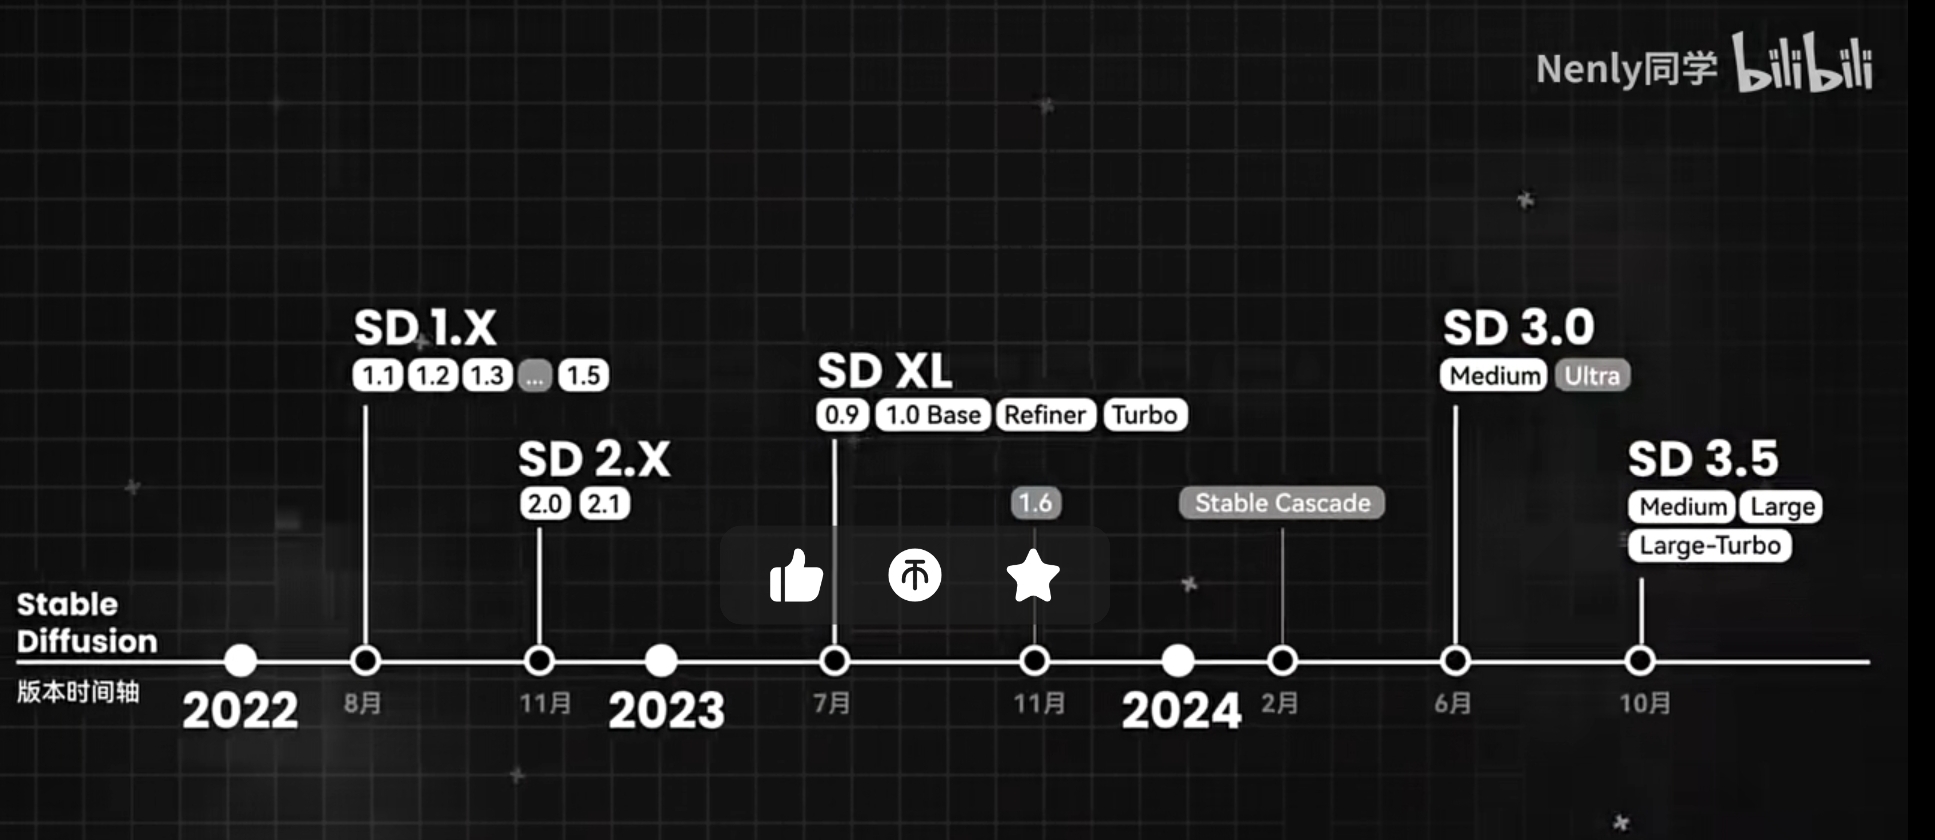 Nenly同学 bilibili
SD 1.X
1.1 1.2 1.3 ... 1.5
SD 2.X
2.0 2.1
SD XL
0.9 1.0 Base Refiner Turbo
1.6
Stable Cascade
SD 3.0
Medium Ultra
SD 3.5
Medium Large
Large-Turbo
Stable
Diffusion
版本时间轴
2022 8月 11月 2023 7月 11月 2024 2月 6月 10月